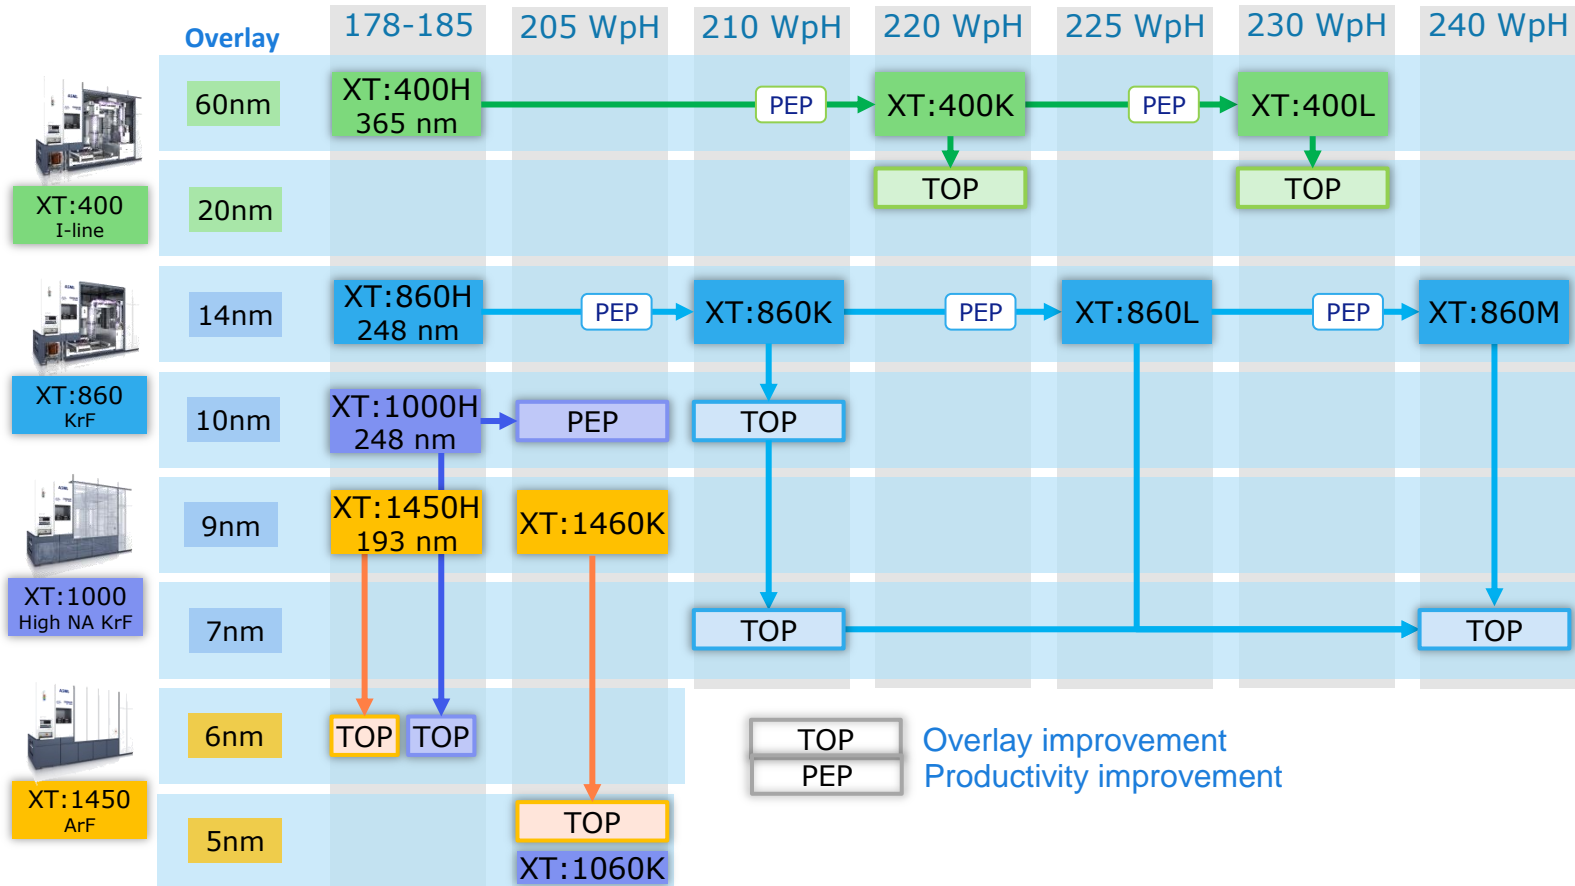 Overlay
178-185
205 WpH
210 WpH
220 WpH
225 WpH
230 WpH
240 WpH
60nm
XT:400H
365 nm
PEP
XT:400K
PEP
XT:400L
XT:400
I-line
20nm
TOP
TOP
14nm
XT:860H
248 nm
PEP
XT:860K
PEP
XT:860L
PEP
XT:860M
XT:860
KrF
10nm
XT:1000H
248 nm
PEP
TOP
9nm
XT:1450H
193 nm
XT:1460K
XT:1000
High NA KrF
7nm
TOP
TOP
6nm
TOP
TOP
TOP
Overlay improvement
PEP
Productivity improvement
XT:1450
ArF
5nm
TOP
XT:1060K